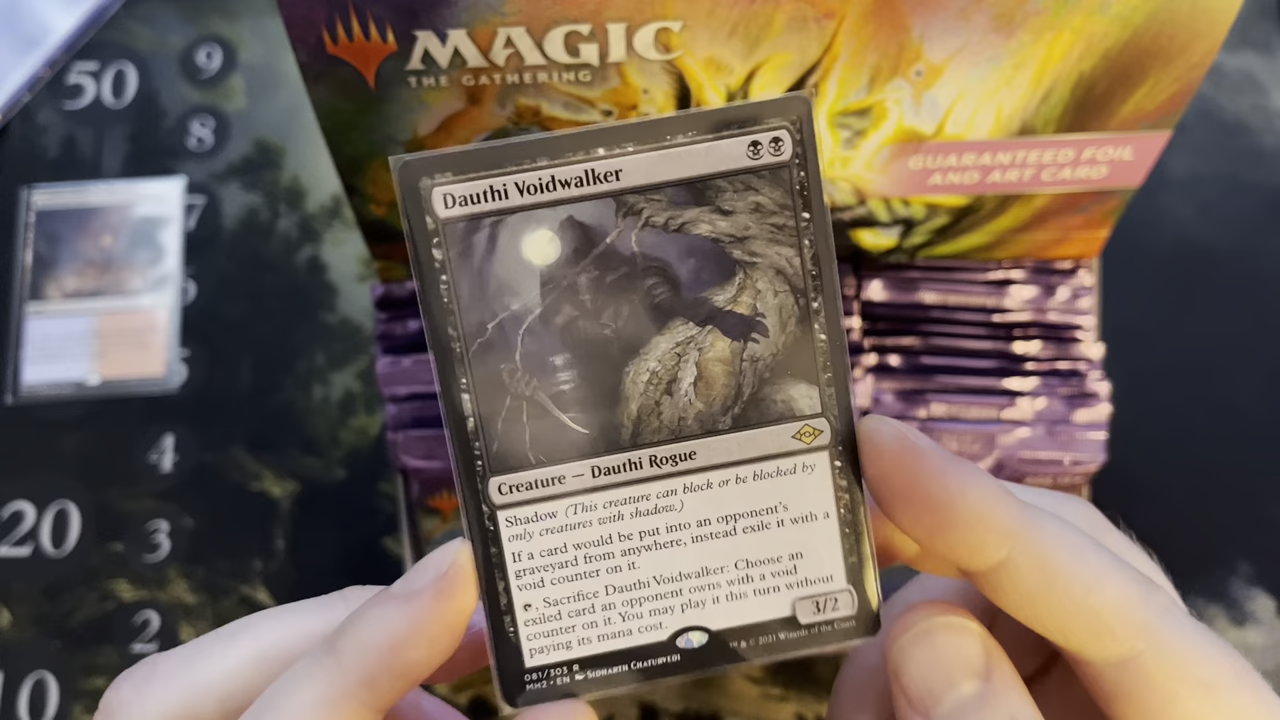 50
9
8
7
5
4
20
3
2
10
MAGIC
THE GATHERING
GUARANTEED FOIL
AND ART CARD
Dauthi Voidwalker
Creature — Dauthi Rogue
Shadow (This creature can block or be blocked by
only creatures with shadow.)
If a card would be put into an opponent's
graveyard from anywhere, instead exile it with a
void counter on it.
, Sacrifice Dauthi Voidwalker: Choose an
exiled card an opponent owns with a void
counter on it. You may play it this turn without
paying its mana cost.
3/2
081/303 R
MH2 • EN SIDHARTH CHATURVEDI
™ & © 2021 Wizards of the Coast